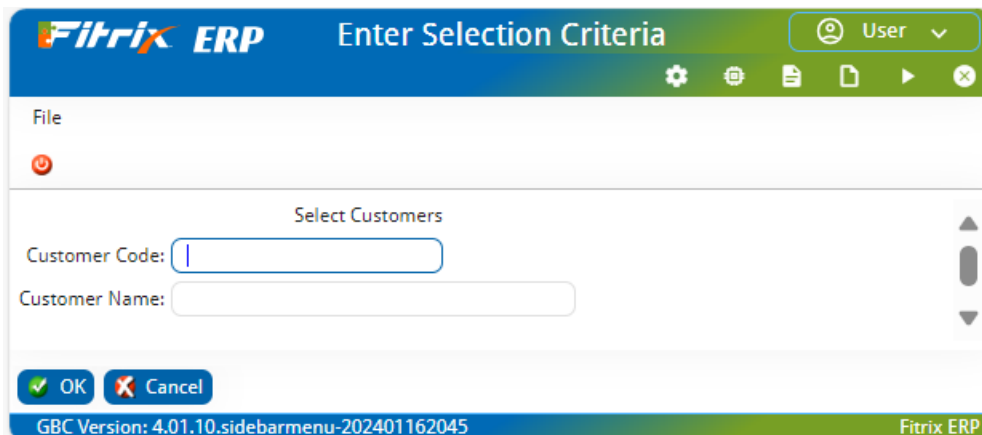 Fitrix ERP Enter Selection Criteria User
File
Select Customers
Customer Code:
Customer Name:
OK Cancel
GBC Version: 4.01.10.sidebarmenu-202401162045 Fitrix ERP